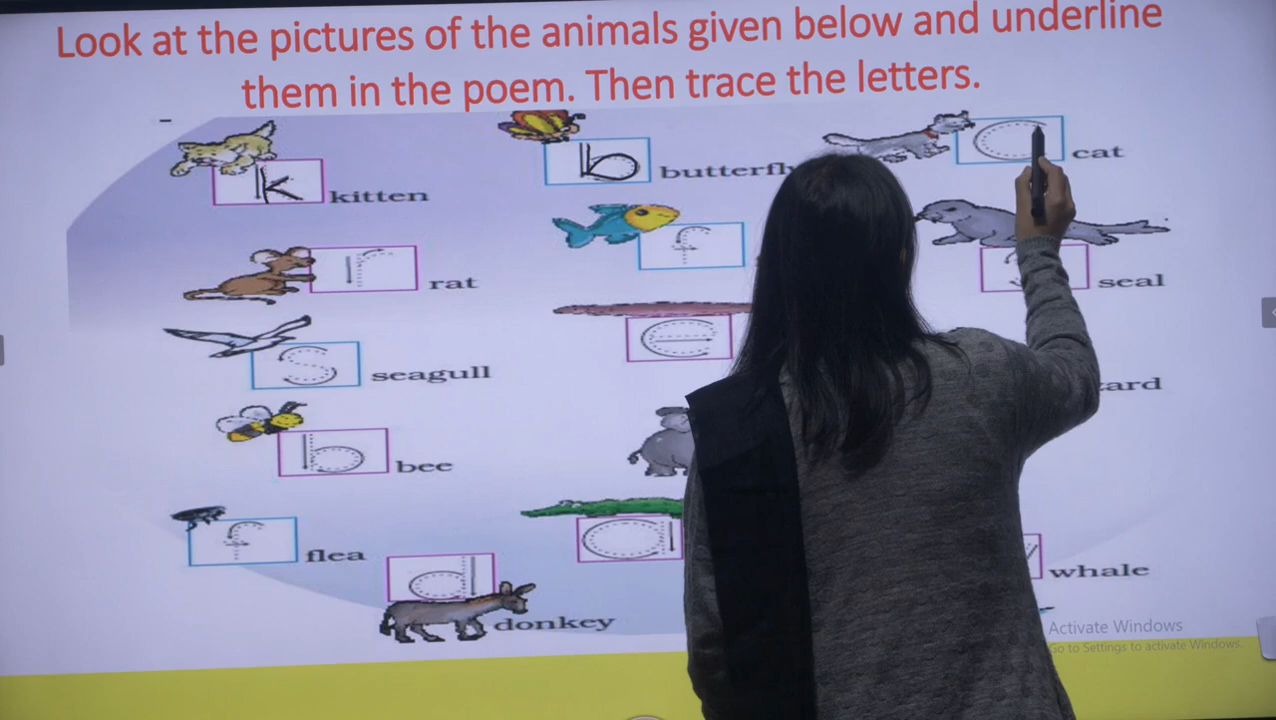 Look at the pictures of the animals given below and underline
them in the poem. Then trace the letters.
k kitten
b butterfl
c cat
r rat
f
seal
s seagull
e
ard
b bee
f flea
a
d donkey
whale
Activate Windows
Go to Settings to activate Windows.